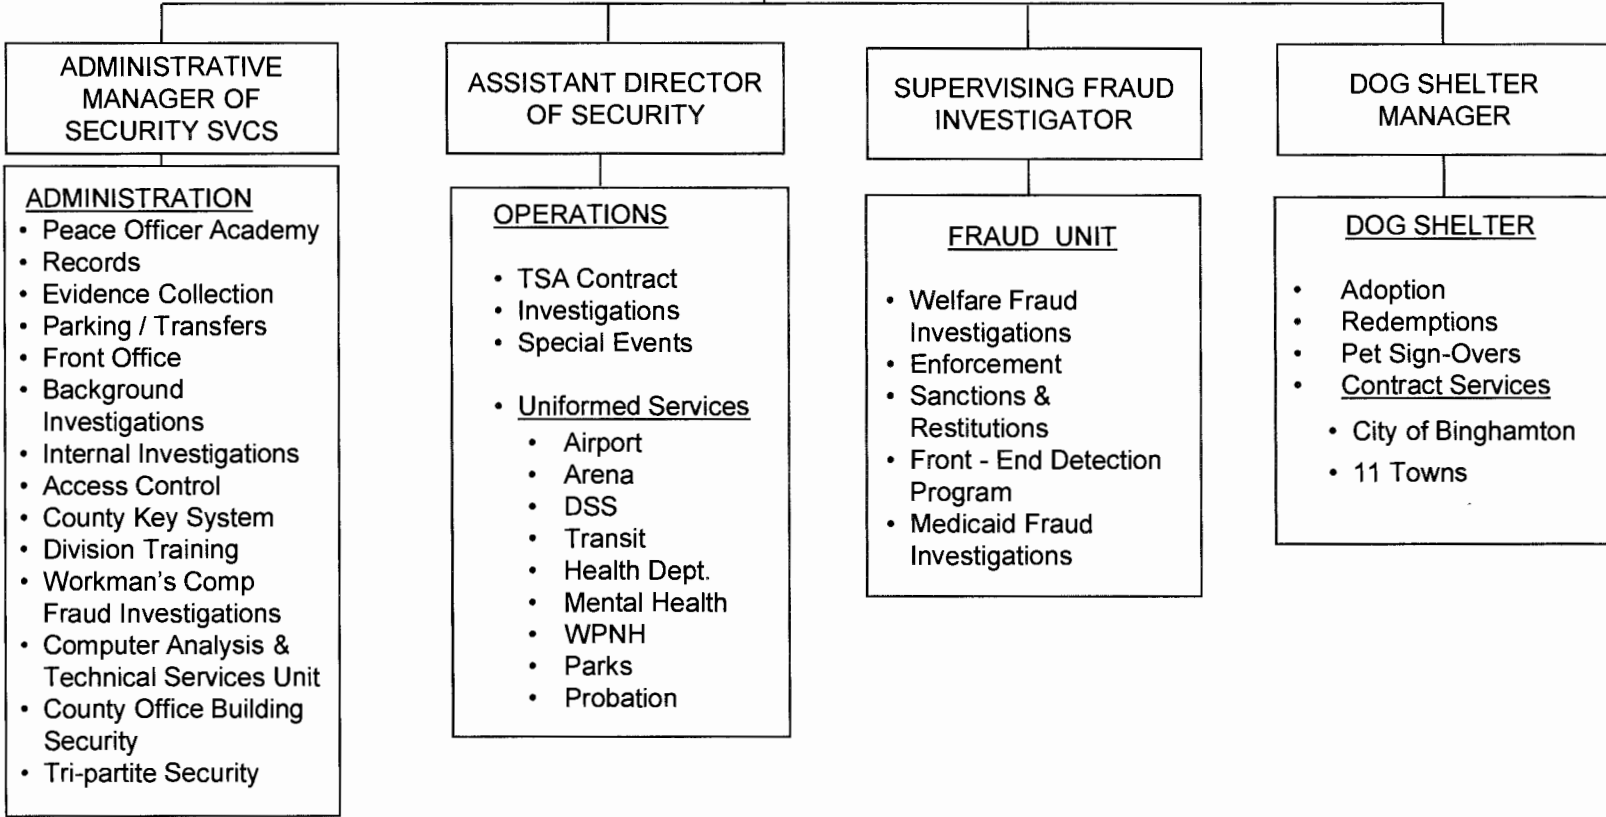 ADMINISTRATIVE
MANAGER OF
SECURITY SVCS
ADMINISTRATION
• Peace Officer Academy
• Records
• Evidence Collection
• Parking / Transfers
• Front Office
• Background
Investigations
• Internal Investigations
• Access Control
• County Key System
• Division Training
• Workman's Comp
Fraud Investigations
• Computer Analysis &
Technical Services Unit
• County Office Building
Security
• Tri-partite Security
ASSISTANT DIRECTOR
OF SECURITY
OPERATIONS
• TSA Contract
• Investigations
• Special Events
• Uniformed Services
• Airport
• Arena
• DSS
• Transit
• Health Dept.
• Mental Health
• WPNH
• Parks
• Probation
SUPERVISING FRAUD
INVESTIGATOR
FRAUD UNIT
• Welfare Fraud
Investigations
• Enforcement
• Sanctions &
Restitutions
• Front - End Detection
Program
• Medicaid Fraud
Investigations
DOG SHELTER
MANAGER
DOG SHELTER
• Adoption
• Redemptions
• Pet Sign-Overs
• Contract Services
• City of Binghamton
• 11 Towns